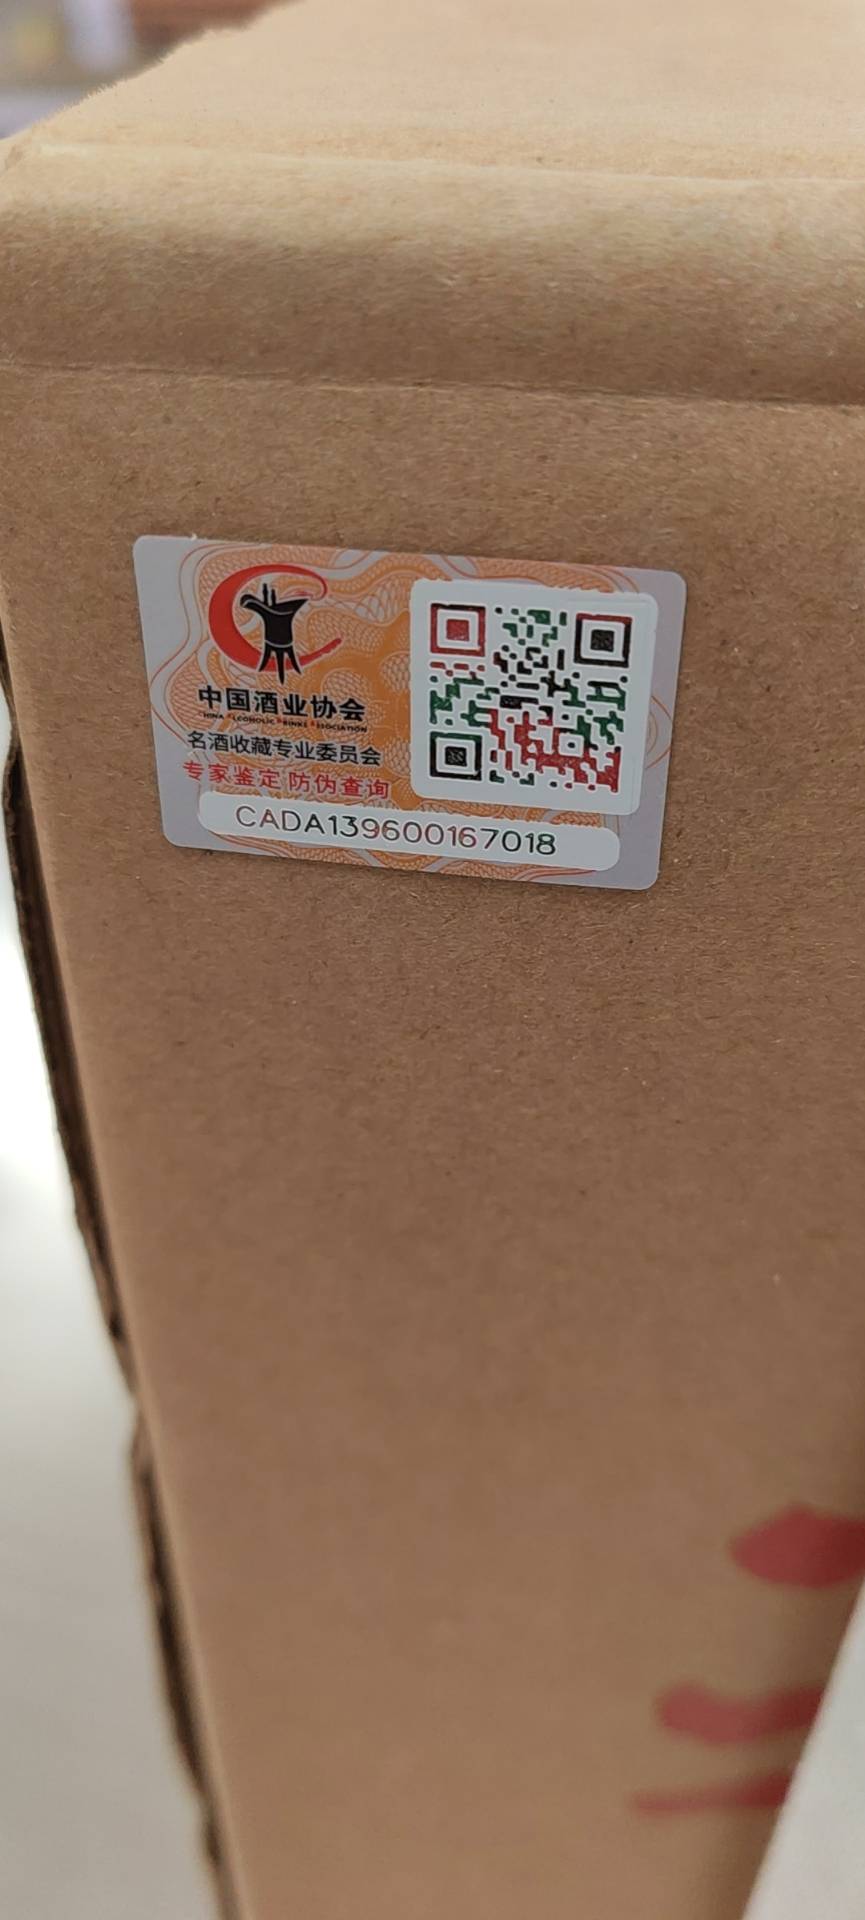 中国酒业协会
CHINA ALCOHOLIC DRINKS ASSOCIATION
名酒收藏专业委员会
专家鉴定 防伪查询
CADA139600167018